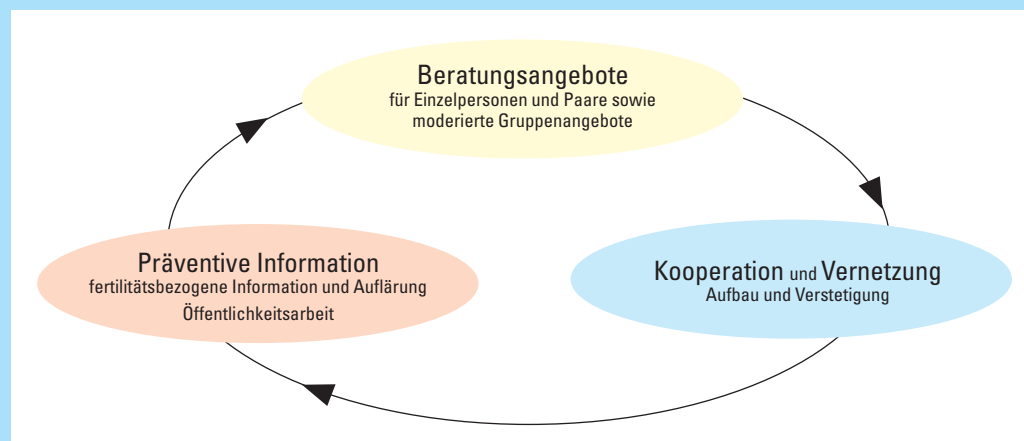 Beratungsangebote
für Einzelpersonen und Paare sowie
moderierte Gruppenangebote
Präventive Information
fertilitätsbezogene Information und Auflärung
Öffentlichkeitsarbeit
Kooperation und Vernetzung
Aufbau und Verstetigung